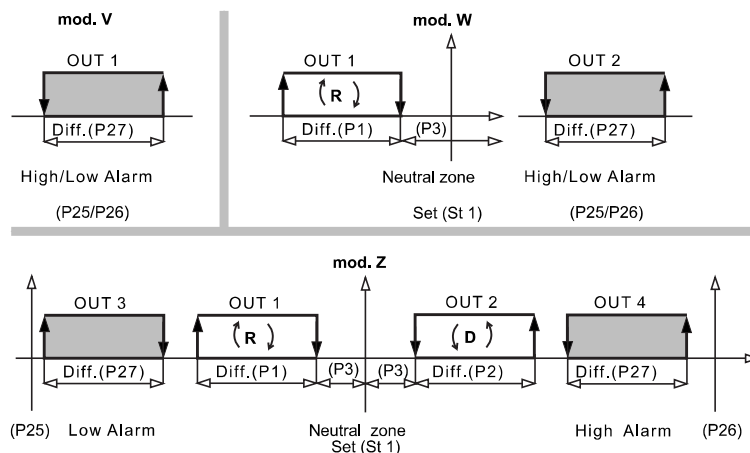 mod. V
OUT 1
Diff.(P27)
High/Low Alarm
(P25/P26)
mod. W
OUT 1
R
OUT 2
Diff.(P1)
(P3)
Diff.(P27)
Neutral zone
High/Low Alarm
Set (St 1)
(P25/P26)
mod. Z
OUT 3
OUT 1
OUT 2
OUT 4
R
D
Diff.(P27)
Diff.(P1)
(P3)
(P3)
Diff.(P2)
Diff.(P27)
(P25)
Low Alarm
Neutral zone
Set (St 1)
High Alarm
(P26)